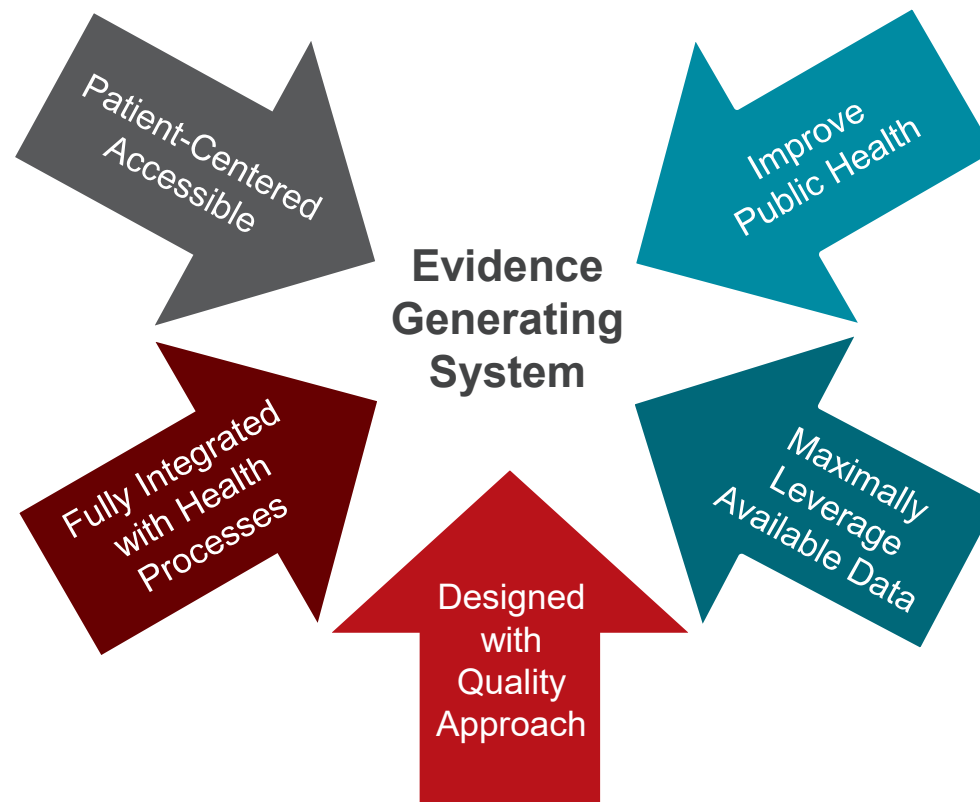 Patient-Centered
Accessible
Improve
Public Health
Evidence
Generating
System
Fully Integrated
with Health
Processes
Maximally
Leverage
Available Data
Designed
with
Quality
Approach